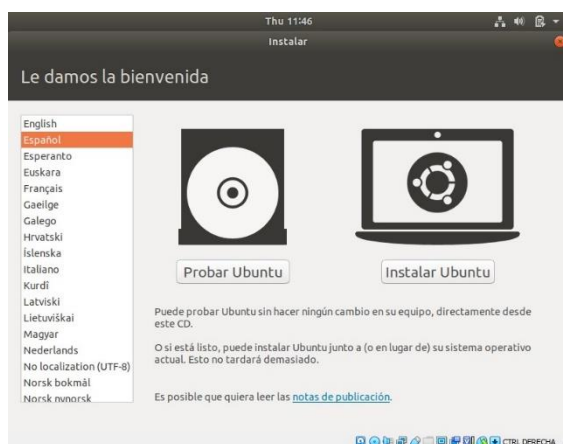 Thu 11:46
Instalar
Le damos la bienvenida
English
Español
Esperanto
Euskara
Français
Gaeilge
Galego
Hrvatski
Íslenska
Italiano
Kurdî
Latviski
Lietuviškai
Magyar
Nederlands
No localization (UTF-8)
Norsk bokmål
Norsk nynorsk
Probar Ubuntu
Instalar Ubuntu
Puede probar Ubuntu sin hacer ningún cambio en su equipo, directamente desde
este CD.
O si está listo, puede instalar Ubuntu junto a (o en lugar de) su sistema operativo
actual. Esto no tardará demasiado.
Es posible que quiera leer las notas de publicación.
CTRL DERECHA